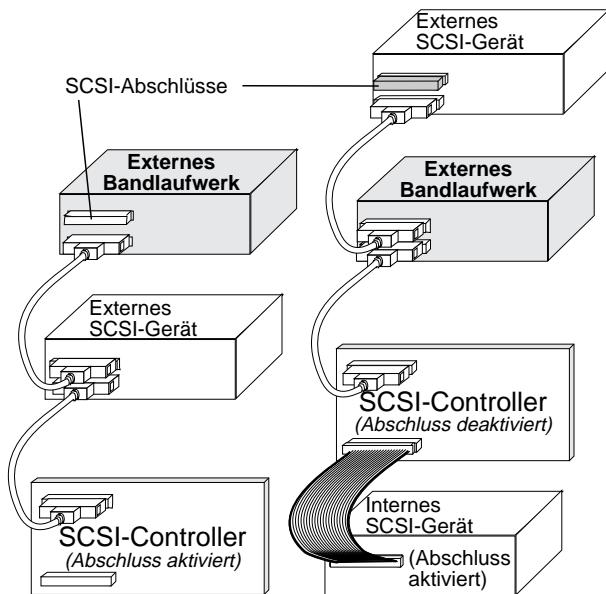 Externes
SCSI-Gerät
SCSI-Abschlüsse
Externes
Bandlaufwerk
Externes
Bandlaufwerk
Externes
SCSI-Gerät
SCSI-Controller
(Abschluss deaktiviert)
SCSI-Controller
(Abschluss aktiviert)
Internes
SCSI-Gerät
(Abschluss
aktiviert)